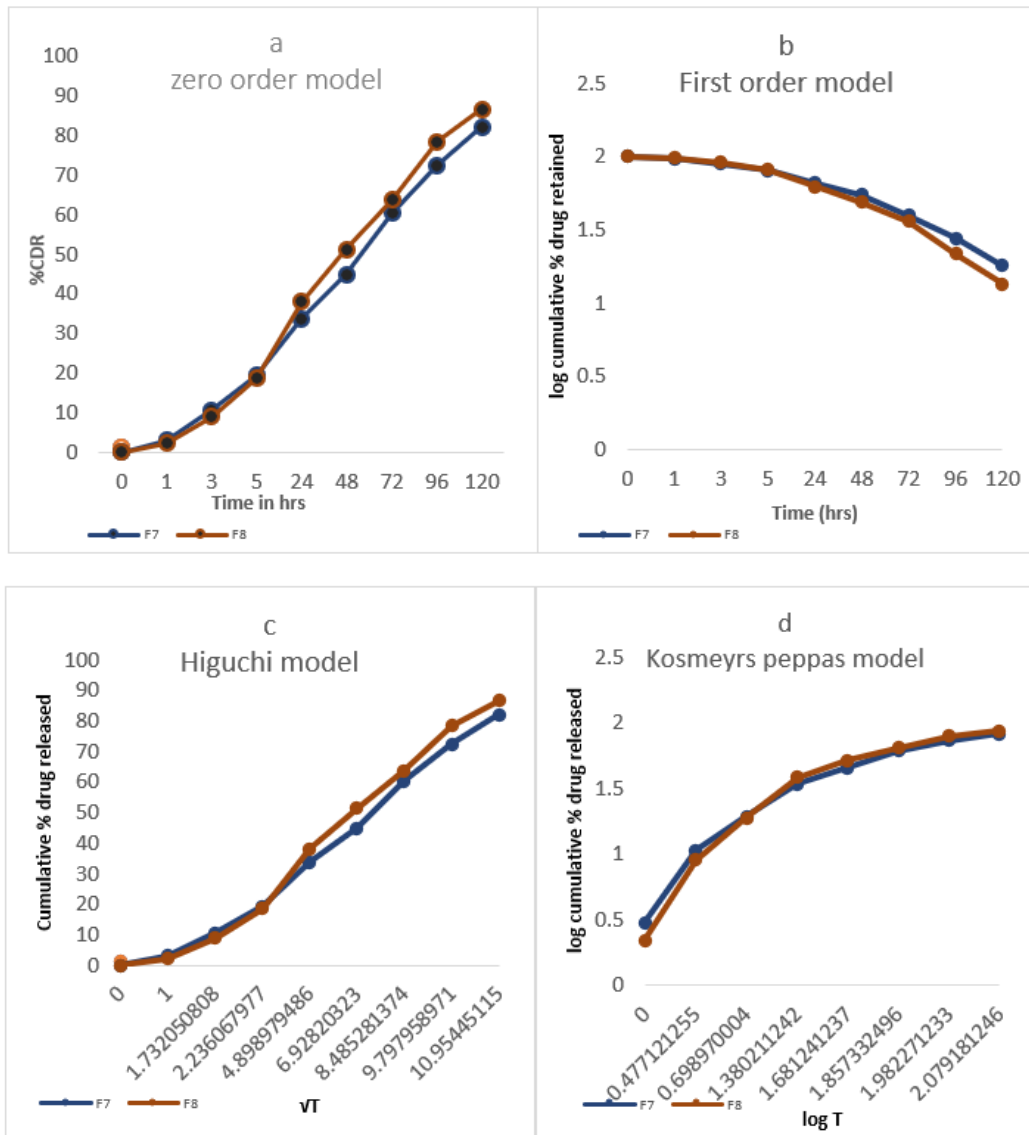 a
zero order model
100
90
80
70
60
50
40
30
20
10
0
%CDR
0 1 3 5 24 48 72 96 120
Time in hrs
F7 F8
b
First order model
2.5
2
1.5
1
0.5
0
log cumulative % drug retained
0 1 3 5 24 48 72 96 120
Time (hrs)
F7 F8
c
Higuchi model
100
90
80
70
60
50
40
30
20
10
0
Cumulative % drug released
0 1 1.732050808 2.236067977 4.898979486 6.92820323 8.485281374 9.797958971 10.95445115
√T
F7 F8
d
Kosmeyrs peppas model
2.5
2
1.5
1
0.5
0
log cumulative % drug released
0 0.477121255 0.698970004 1.380211242 1.681241237 1.857332496 1.982271233 2.079181246
log T
F7 F8